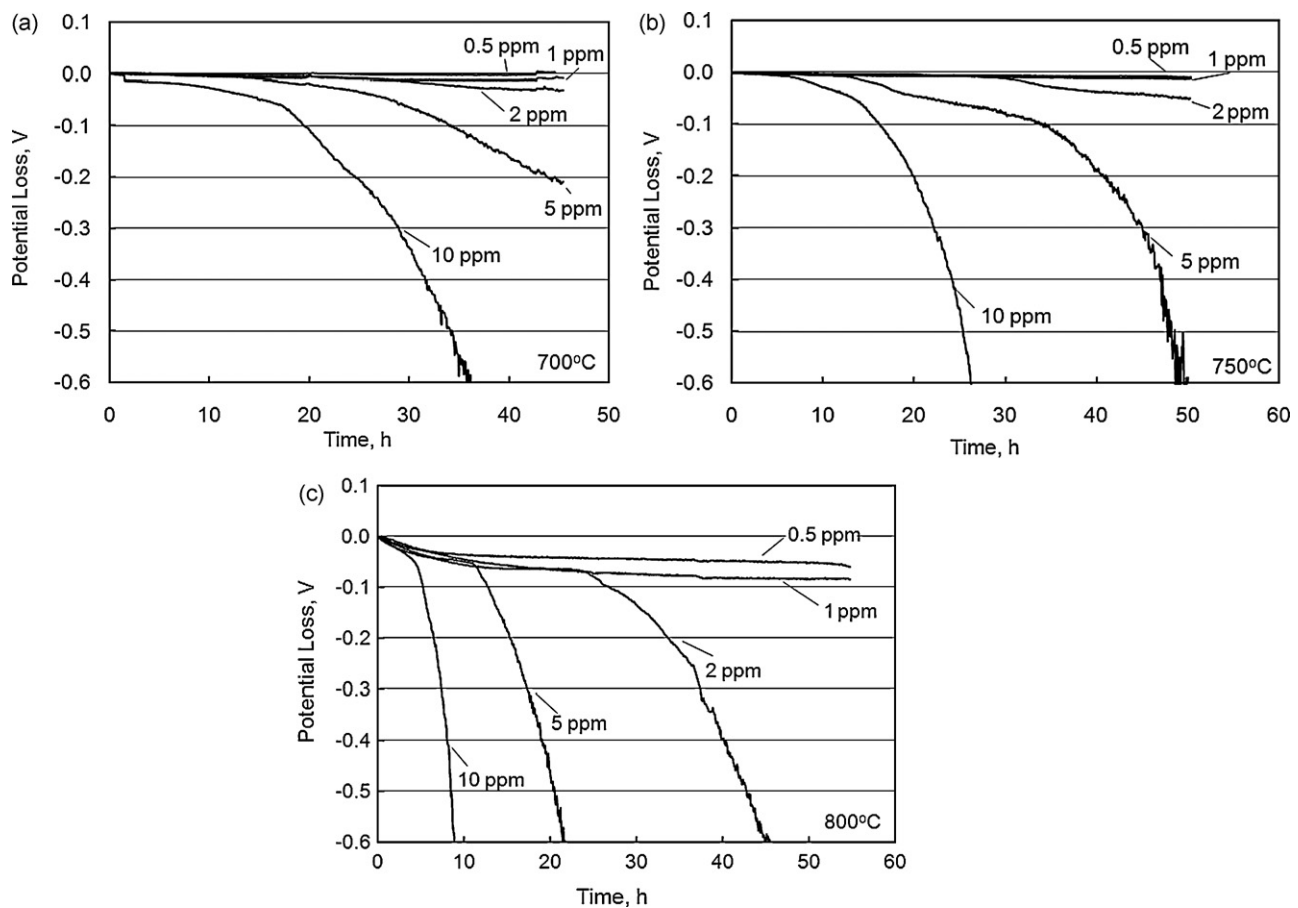 (a)
0.5 ppm
1 ppm
0.1
0.0
-0.1
-0.2
-0.3
-0.4
-0.5
-0.6
Potential Loss, V
2 ppm
5 ppm
10 ppm
700°C
0 10 20 30 40 50
Time, h
(b)
0.5 ppm
1 ppm
0.1
0.0
-0.1
-0.2
-0.3
-0.4
-0.5
-0.6
Potential Loss, V
2 ppm
5 ppm
10 ppm
750°C
0 10 20 30 40 50 60
Time, h
(c)
0.1
0.0
-0.1
-0.2
-0.3
-0.4
-0.5
-0.6
Potential Loss, V
0.5 ppm
1 ppm
2 ppm
5 ppm
10 ppm
800°C
0 10 20 30 40 50 60
Time, h